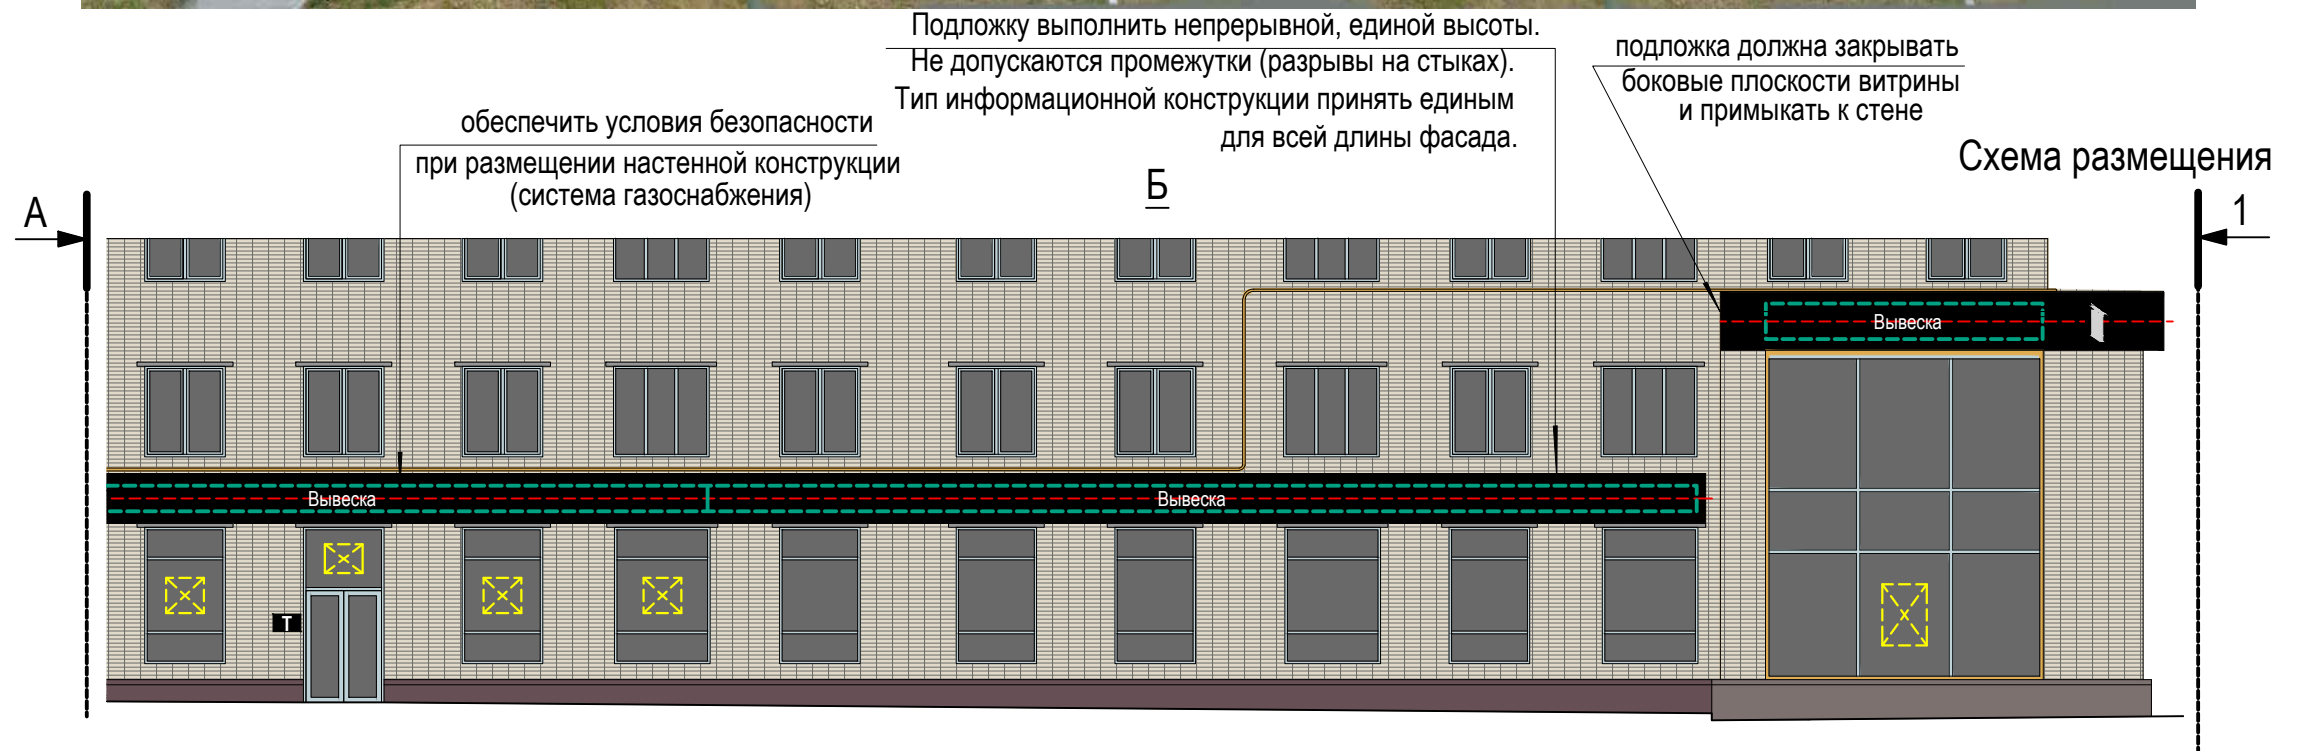 Подложку выполнить непрерывной, единой высоты.
Не допускаются промежутки (разрывы на стыках).
Тип информационной конструкции принять единым
для всей длины фасада.
подложка должна закрывать
боковые плоскости витрины
и примыкать к стене
обеспечить условия безопасности
при размещении настенной конструкции
(система газоснабжения)
Схема размещения
А
Б
1
Вывеска
Вывеска
Вывеска
Т